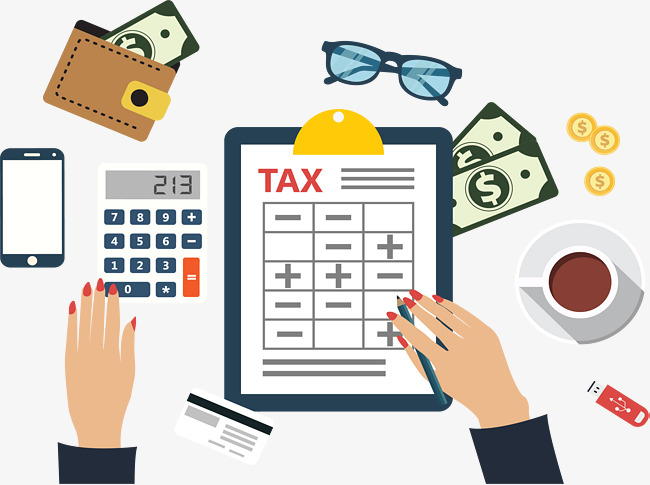 213
7 8 9 +
4 5 6 −
1 2 3 =
0 *
TAX
− −
− +
+ + −
− −
− +
$
$
$
$
$